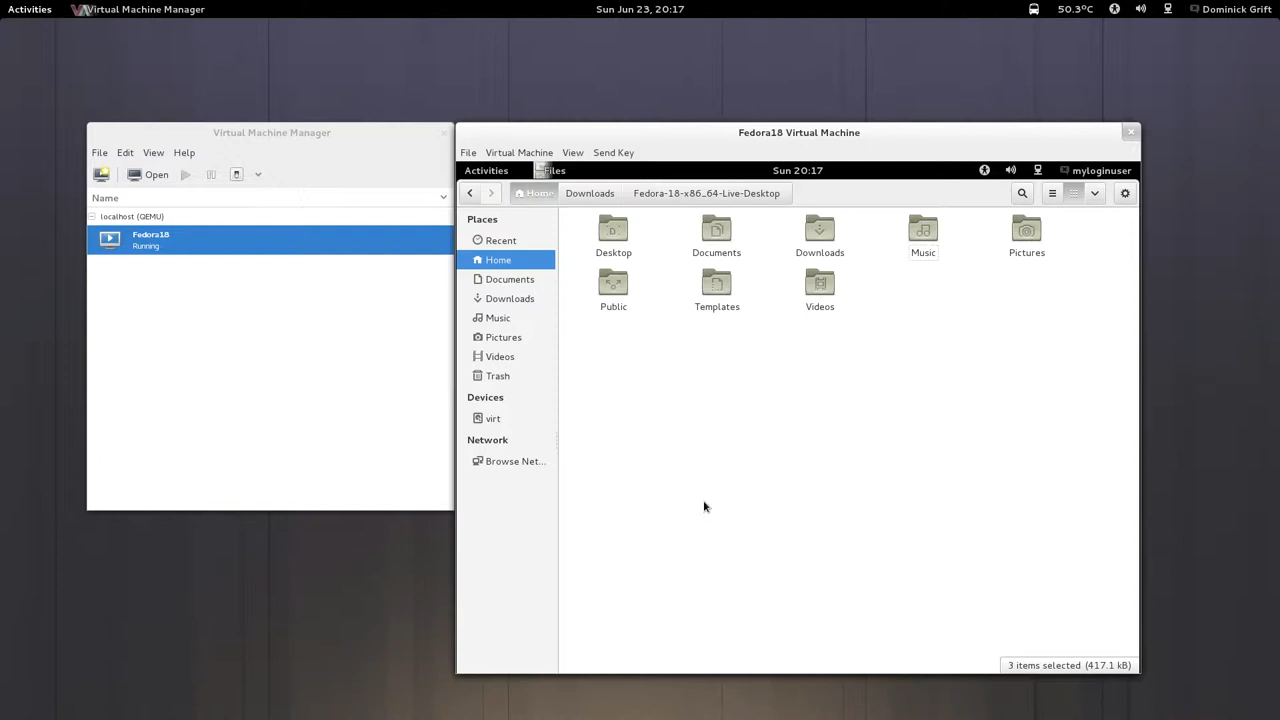 Activities Virtual Machine Manager Sun Jun 23, 20:17 50.3ºC Dominick Grift
Virtual Machine Manager
File Edit View Help
Open
Name
localhost (QEMU)
Fedora18
Running
Fedora18 Virtual Machine
File Virtual Machine View Send Key
Activities Files Sun 20:17 myloginuser
Home Downloads Fedora-18-x86_64-Live-Desktop
Places
Recent
Home
Documents
Downloads
Music
Pictures
Videos
Trash
Devices
virt
Network
Browse Net...
Desktop Documents Downloads Music Pictures
Public Templates Videos
3 items selected (417.1 kB)